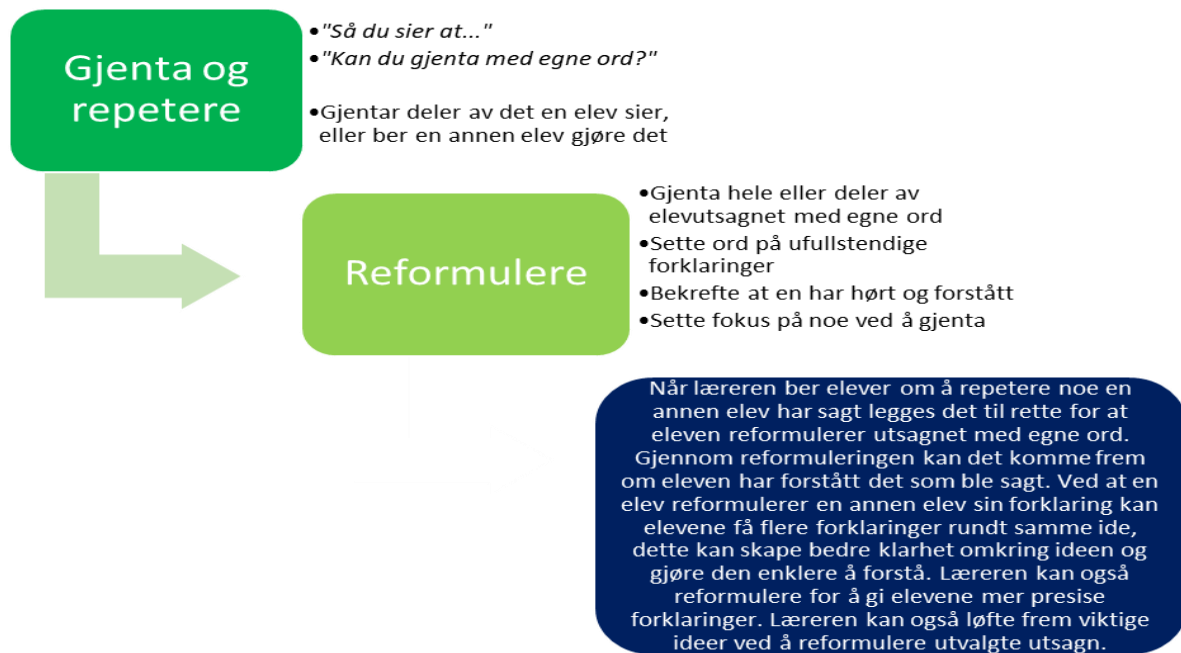 Gjenta og
repetere
•"Så du sier at..."
•"Kan du gjenta med egne ord?"
•Gjentar deler av det en elev sier,
eller ber en annen elev gjøre det
Reformulere
•Gjenta hele eller deler av
elevutsagnet med egne ord
•Sette ord på ufullstendige
forklaringer
•Bekrefte at en har hørt og forstått
•Sette fokus på noe ved å gjenta
Når læreren ber elever om å repetere noe en
annen elev har sagt legges det til rette for at
eleven reformulerer utsagnet med egne ord.
Gjennom reformuleringen kan det komme frem
om eleven har forstått det som ble sagt. Ved at en
elev reformulerer en annen elev sin forklaring kan
elevene få flere forklaringer rundt samme ide,
dette kan skape bedre klarhet omkring ideen og
gjøre den enklere å forstå. Læreren kan også
reformulere for å gi elevene mer presise
forklaringer. Læreren kan også løfte frem viktige
ideer ved å reformulere utvalgte utsagn.